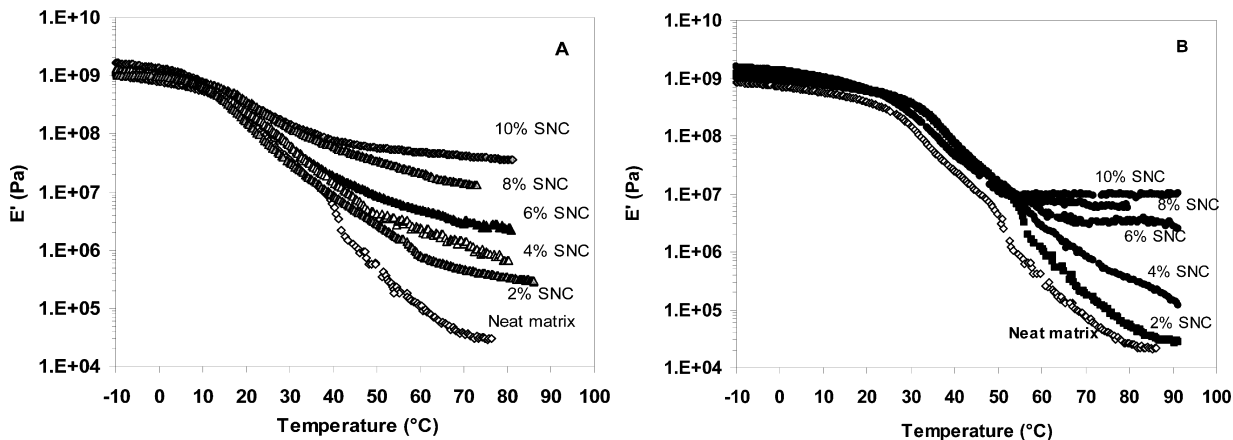 1.E+10
A
1.E+09
1.E+08
10% SNC
8% SNC
1.E+07
6% SNC
1.E+06
4% SNC
2% SNC
1.E+05
Neat matrix
1.E+04
E' (Pa)
-10 0 10 20 30 40 50 60 70 80 90 100
Temperature (°C)
1.E+10
B
1.E+09
1.E+08
10% SNC
1.E+07
8% SNC
6% SNC
1.E+06
4% SNC
1.E+05
2% SNC
Neat matrix
1.E+04
E' (Pa)
-10 0 10 20 30 40 50 60 70 80 90 100
Temperature (°C)